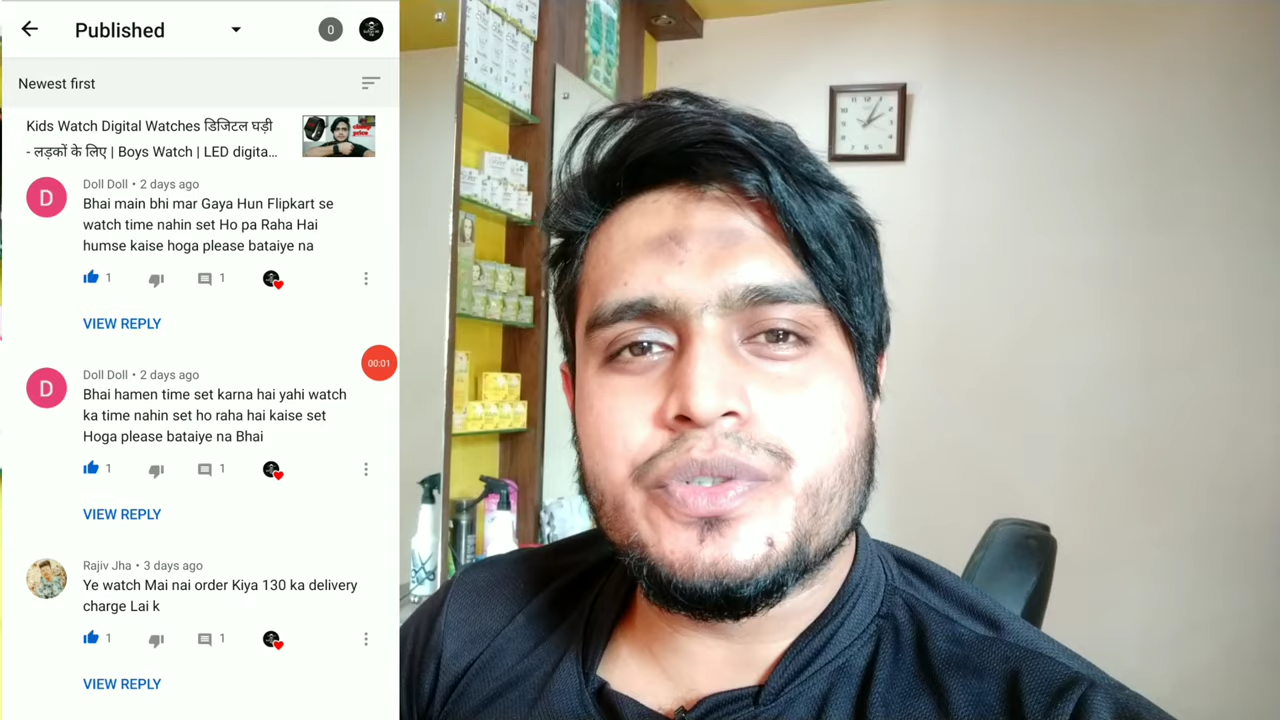 Published
0
Newest first
Kids Watch Digital Watches डिजिटल घड़ी
- लड़कों के लिए | Boys Watch | LED digita...
Doll Doll • 2 days ago
Bhai main bhi mar Gaya Hun Flipkart se
watch time nahin set Ho pa Raha Hai
humse kaise hoga please bataiye na
1
1
VIEW REPLY
00:01
Doll Doll • 2 days ago
Bhai hamen time set karna hai yahi watch
ka time nahin set ho raha hai kaise set
Hoga please bataiye na Bhai
1
1
VIEW REPLY
Rajiv Jha • 3 days ago
Ye watch Mai nai order Kiya 130 ka delivery
charge Lai k
1
1
VIEW REPLY
D
D